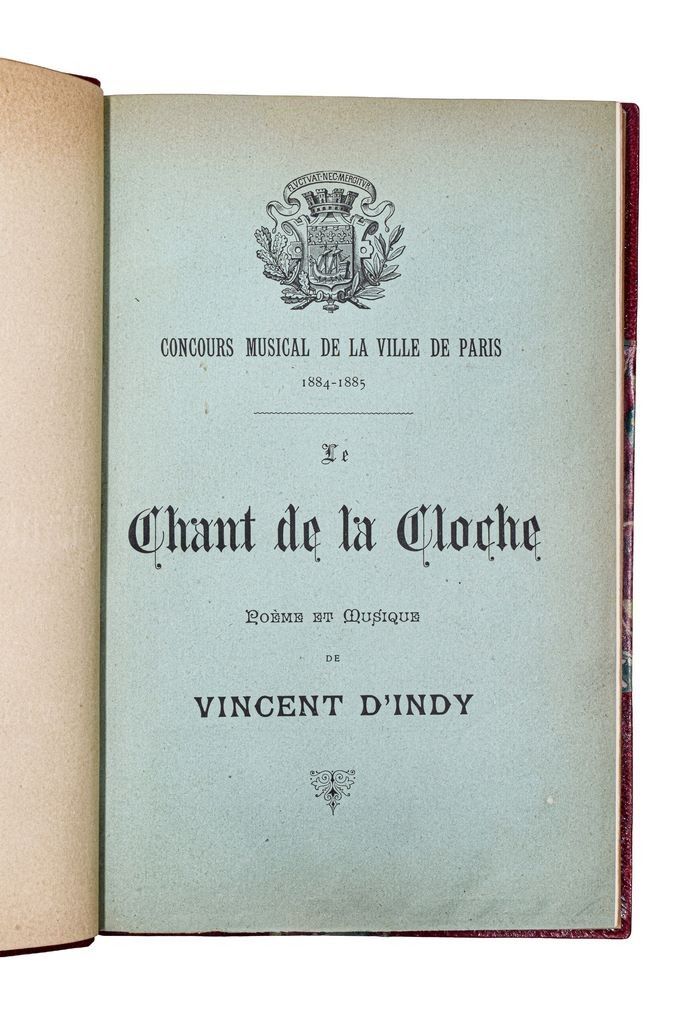 FLVCTVAT·NEC·MERGITVR
CONCOURS MUSICAL DE LA VILLE DE PARIS
1884-1885
Le
Chant de la Cloche
POÈME ET MUSIQUE
DE
VINCENT D'INDY